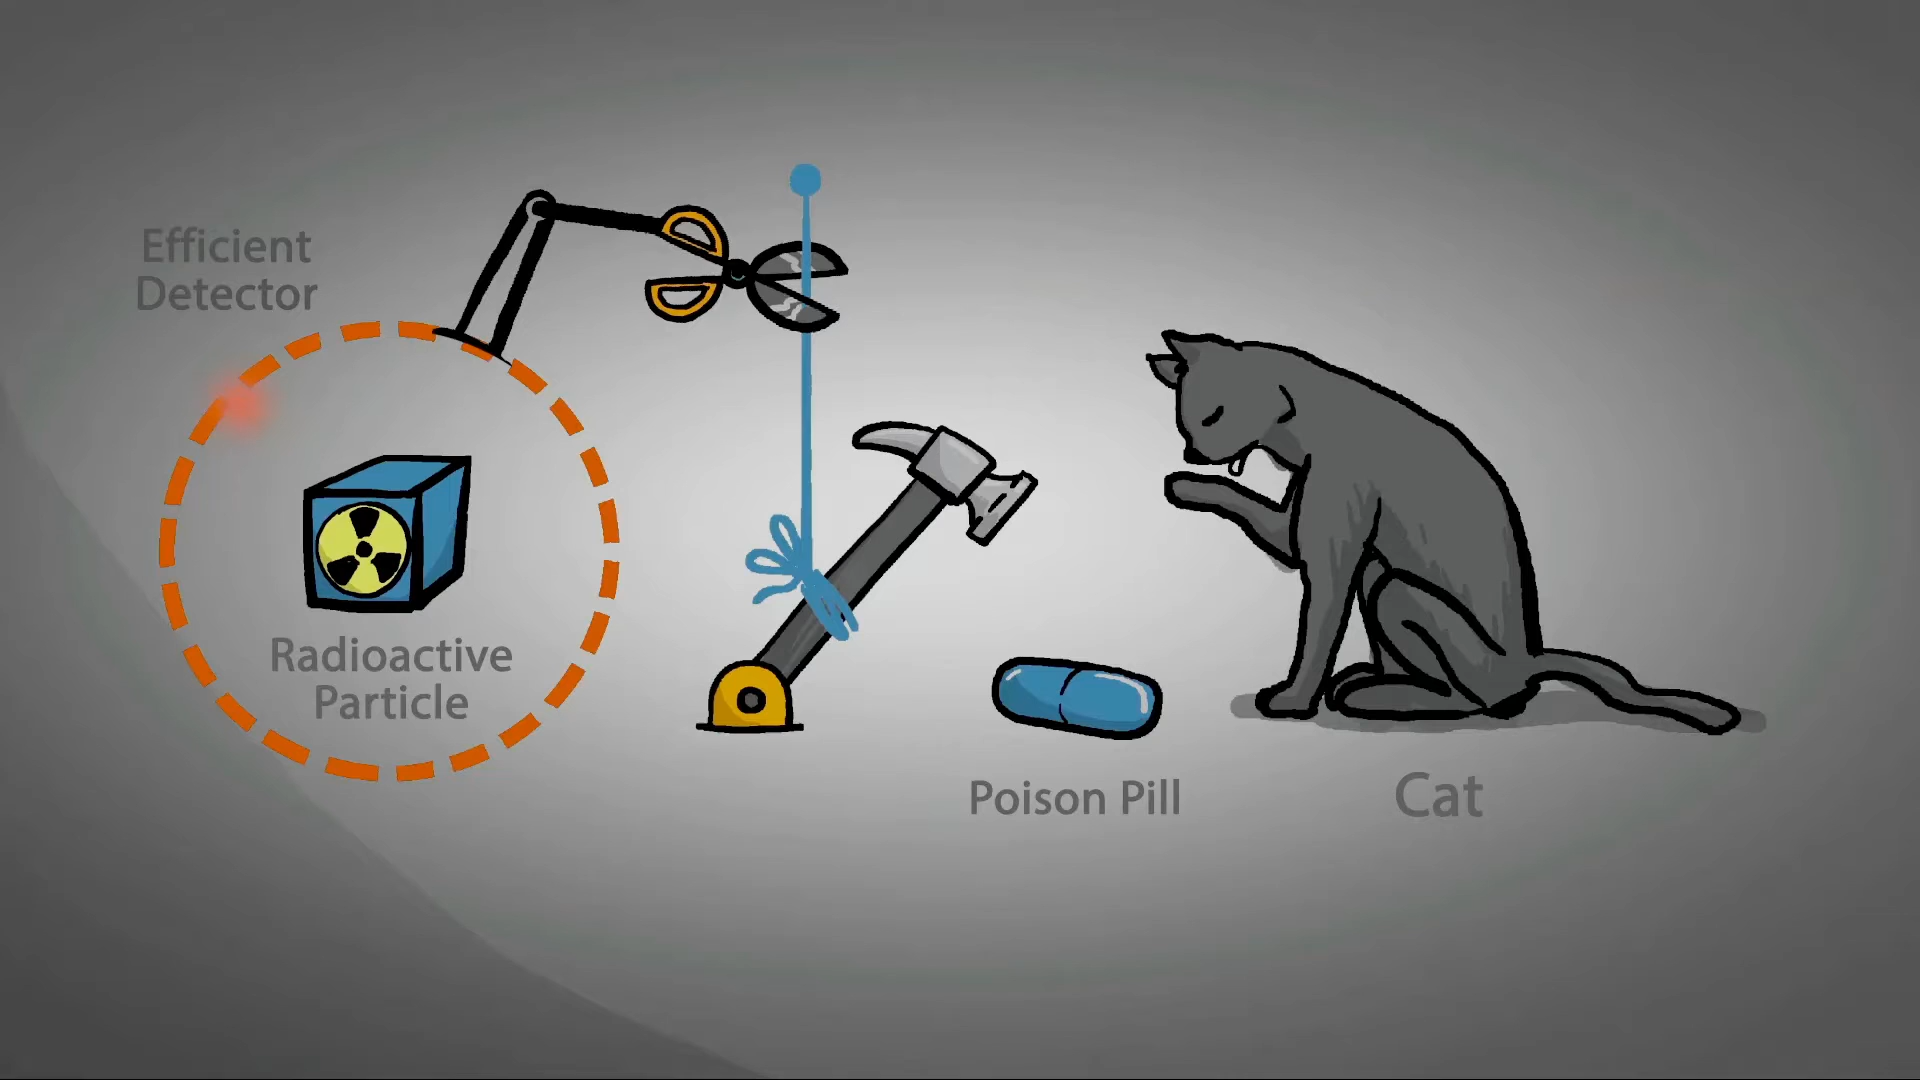 Efficient
Detector
Radioactive
Particle
Poison Pill
Cat